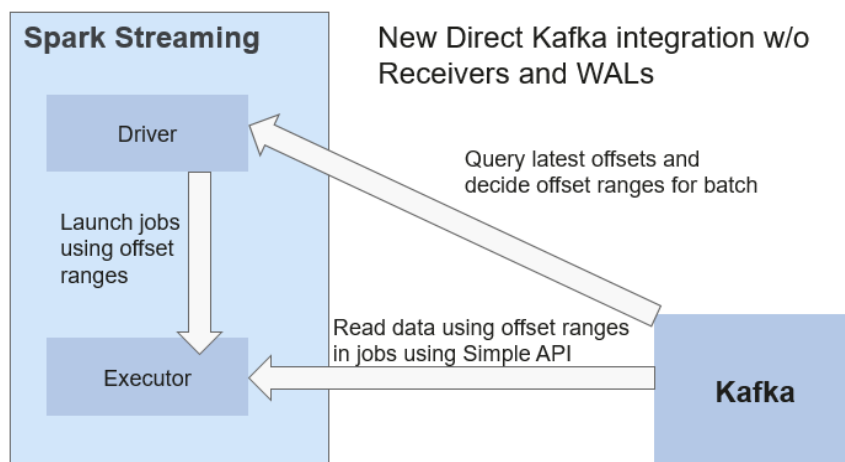 Spark Streaming
New Direct Kafka integration w/o
Receivers and WALs
Driver
Query latest offsets and
decide offset ranges for batch
Launch jobs
using offset
ranges
Read data using offset ranges
in jobs using Simple API
Executor
Kafka